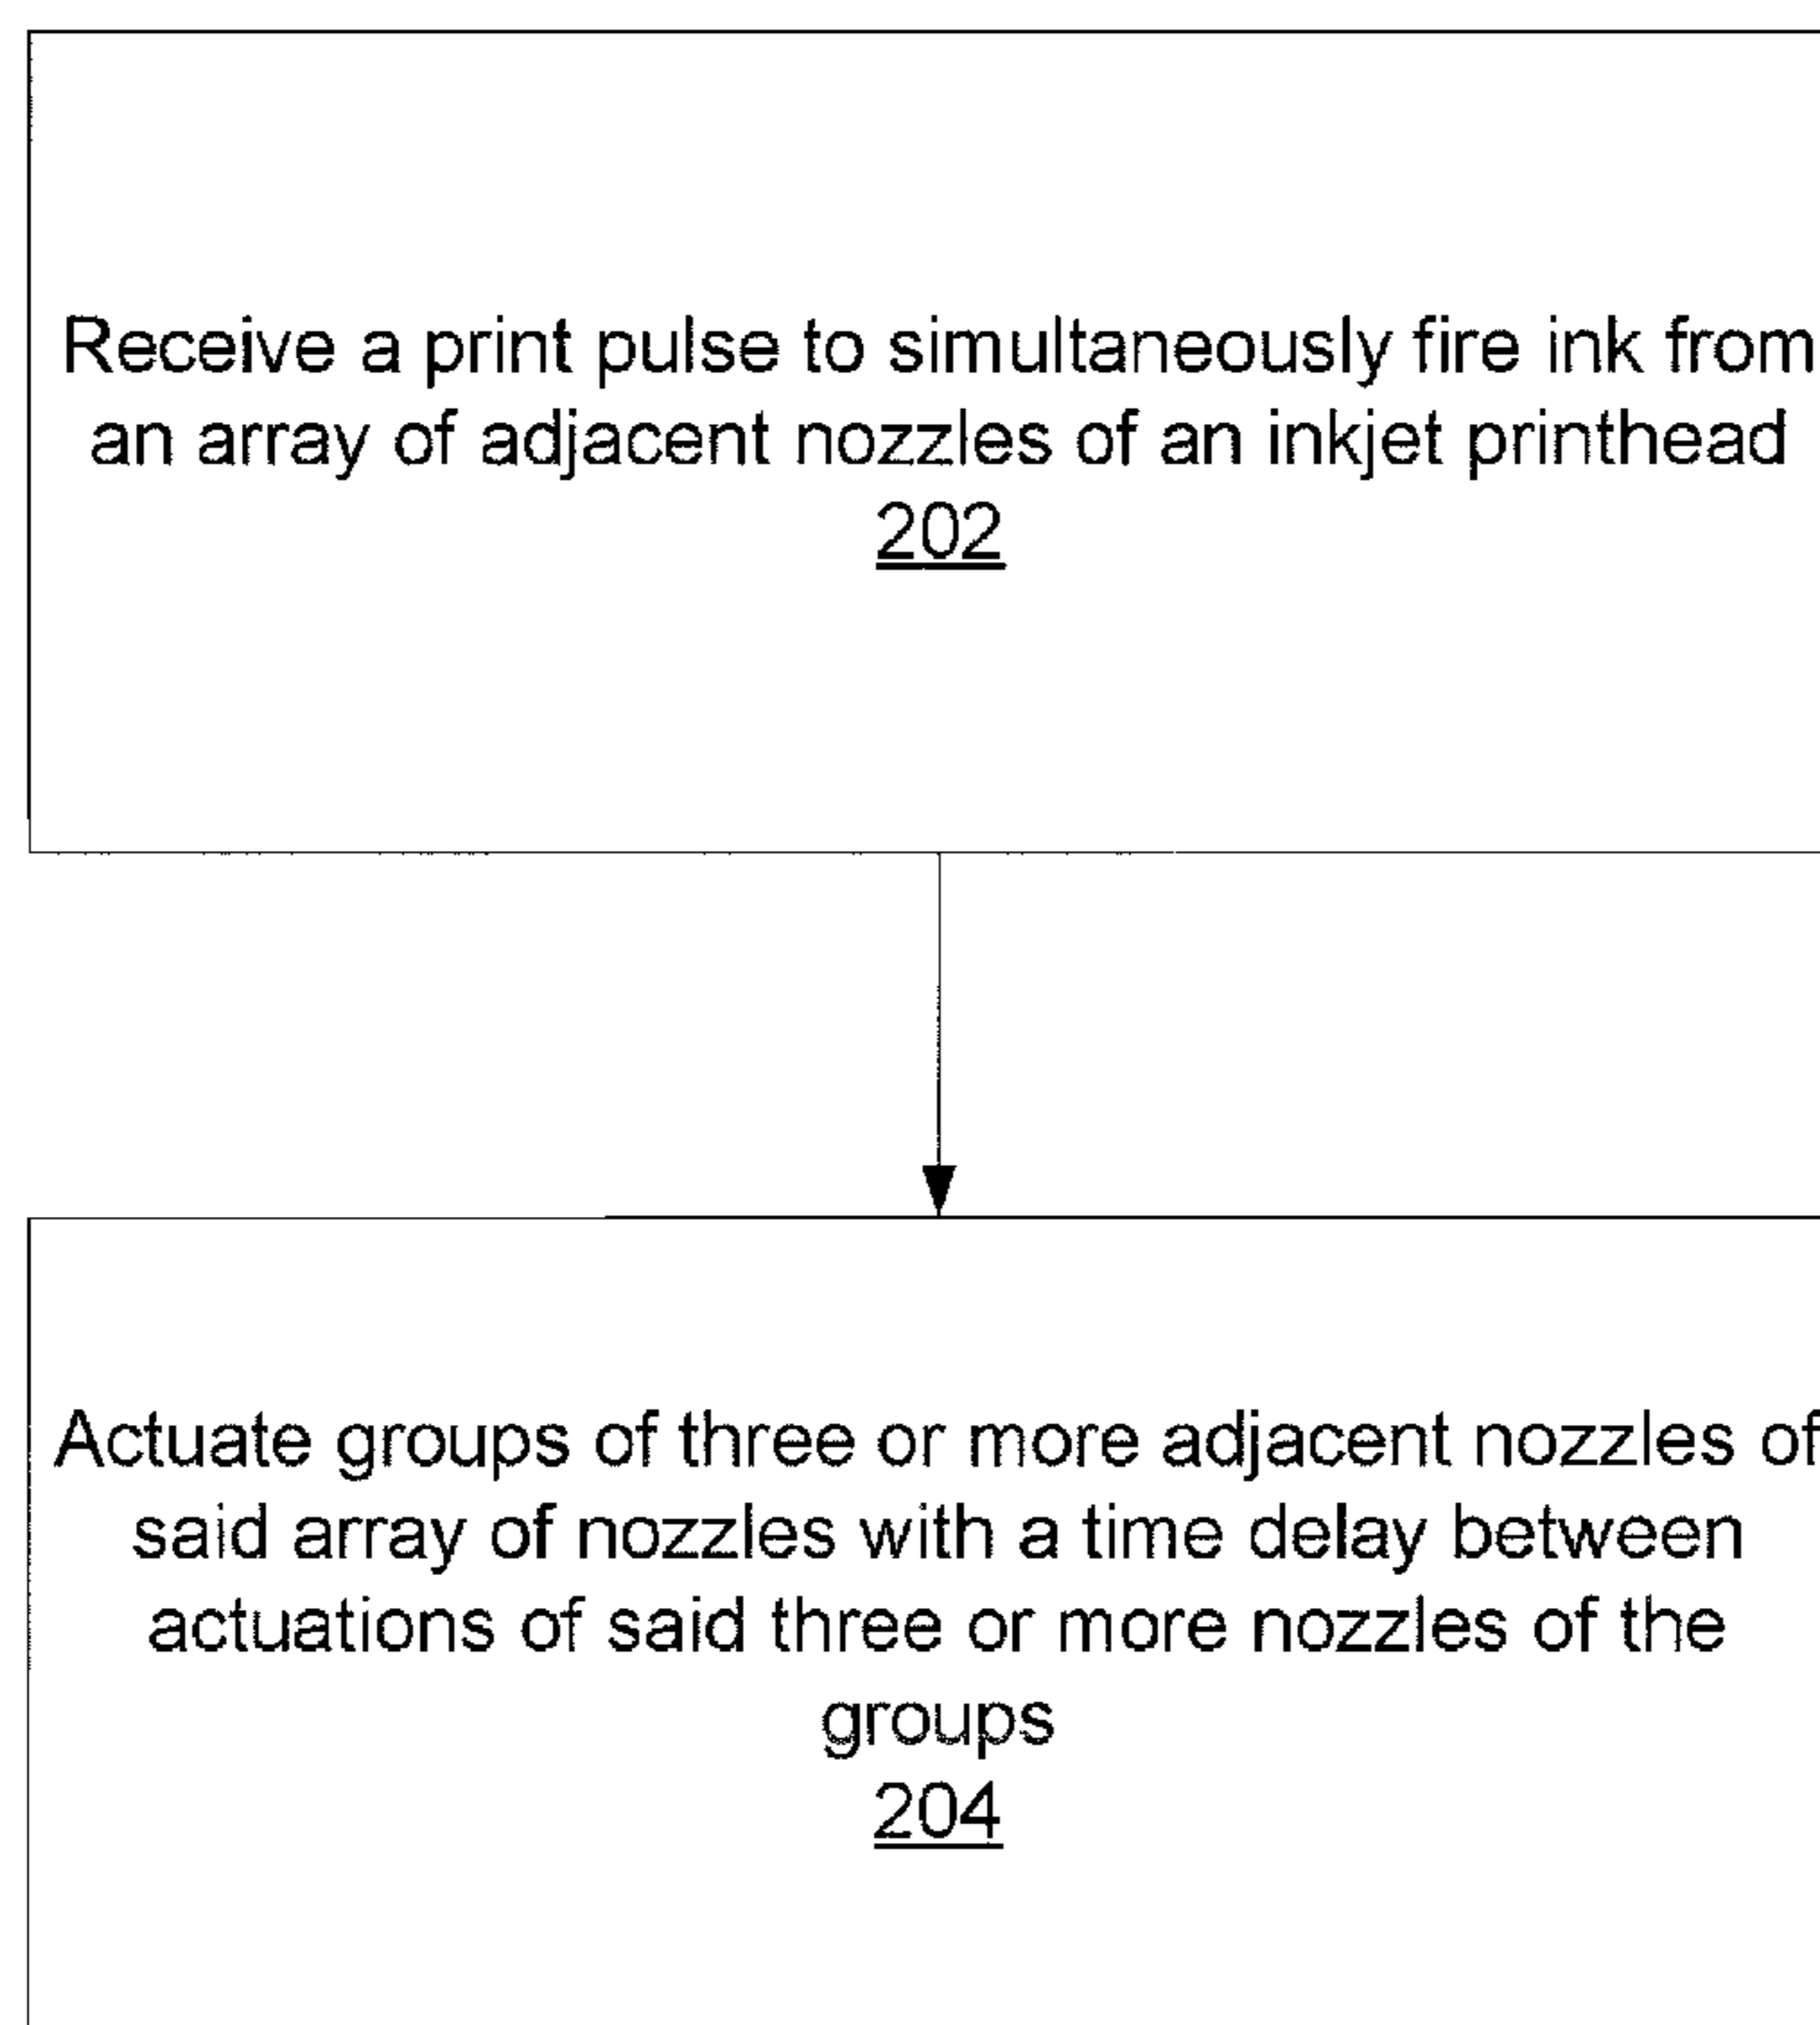 Receive a print pulse to simultaneously fire ink from
an array of adjacent nozzles of an inkjet printhead
202
Actuate groups of three or more adjacent nozzles of
said array of nozzles with a time delay between
actuations of said three or more nozzles of the
groups
204